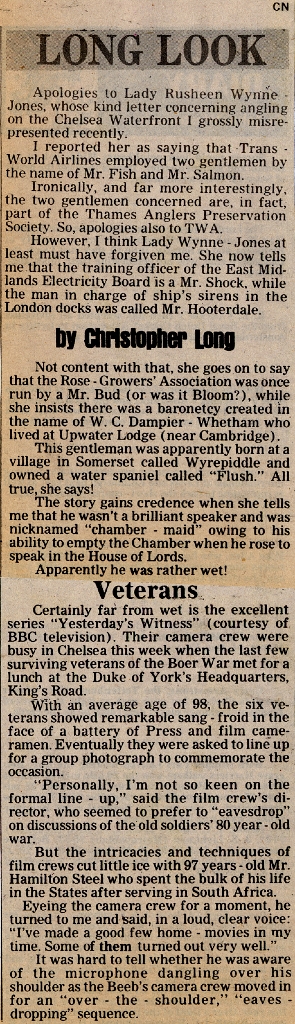 CN
LONG LOOK
Apologies to Lady Rusheen Wynne -
Jones, whose kind letter concerning angling
on the Chelsea Waterfront I grossly misre-
presented recently.
I reported her as saying that Trans -
World Airlines employed two gentlemen by
the name of Mr. Fish and Mr. Salmon.
Ironically, and far more interestingly,
the two gentlemen concerned are, in fact,
part of the Thames Anglers Preservation
Society. So, apologies also to TWA.
However, I think Lady Wynne - Jones at
least must have forgiven me. She now tells
me that the training officer of the East Mid-
lands Electricity Board is a Mr. Shock, while
the man in charge of ship's sirens in the
London docks was called Mr. Hooterdale.
by Christopher Long
Not content with that, she goes on to say
that the Rose - Growers' Association was once
run by a Mr. Bud (or was it Bloom?), while
she insists there was a baronetcy created in
the name of W. C. Dampier - Whetham who
lived at Upwater Lodge (near Cambridge).
This gentleman was apparently born at a
village in Somerset called Wyrepiddle and
owned a water spaniel called "Flush." All
true, she says!
The story gains credence when she tells
me that he wasn't a brilliant speaker and was
nicknamed "chamber - maid" owing to his
ability to empty the Chamber when he rose to
speak in the House of Lords.
Apparently he was rather wet!
Veterans
Certainly far from wet is the excellent
series "Yesterday's Witness" (courtesy of
BBC television). Their camera crew were
busy in Chelsea this week when the last few
surviving veterans of the Boer War met for a
lunch at the Duke of York's Headquarters,
King's Road.
With an average age of 98, the six ve-
terans showed remarkable sang - froid in the
face of a battery of Press and film came-
ramen. Eventually they were asked to line up
for a group photograph to commemorate the
occasion.
"Personally, I'm not so keen on the
formal line - up," said the film crew's di-
rector, who seemed to prefer to "eavesdrop"
on discussions of the old soldiers' 80 year - old
war.
But the intricacies and techniques of
film crews cut little ice with 97 years - old Mr.
Hamilton Steel who spent the bulk of his life
in the States after serving in South Africa.
Eyeing the camera crew for a moment, he
turned to me and said, in a loud, clear voice:
"I've made a good few home - movies in my
time. Some of them turned out very well."
It was hard to tell whether he was aware
of the microphone dangling over his
shoulder as the Beeb's camera crew moved in
for an "over - the - shoulder," "eaves -
dropping" sequence.